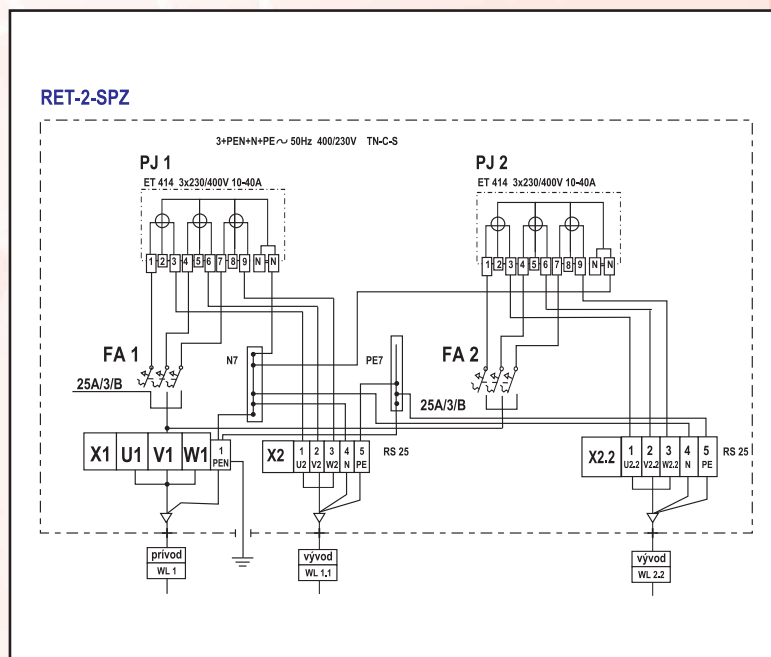 RET-2-SPZ
3+PEN+N+PE ~ 50Hz 400/230V TN-C-S
PJ 1
ET 414 3x230/400V 10-40A
1 2 3 4 5 6 7 8 9 N N
PJ 2
ET 414 3x230/400V 10-40A
1 2 3 4 5 6 7 8 9 N N
FA 1
25A/3/B
N7
PE7
FA 2
25A/3/B
X1 U1 V1 W1
1
PEN
X2
1 2 3 4 5
U2 V2 W2 N PE
RS 25
X2.2
1 2 3 4 5
U2.2 V2.2 W2.2 N PE
RS 25
prívod
WL 1
vývod
WL 1.1
vývod
WL 2.2